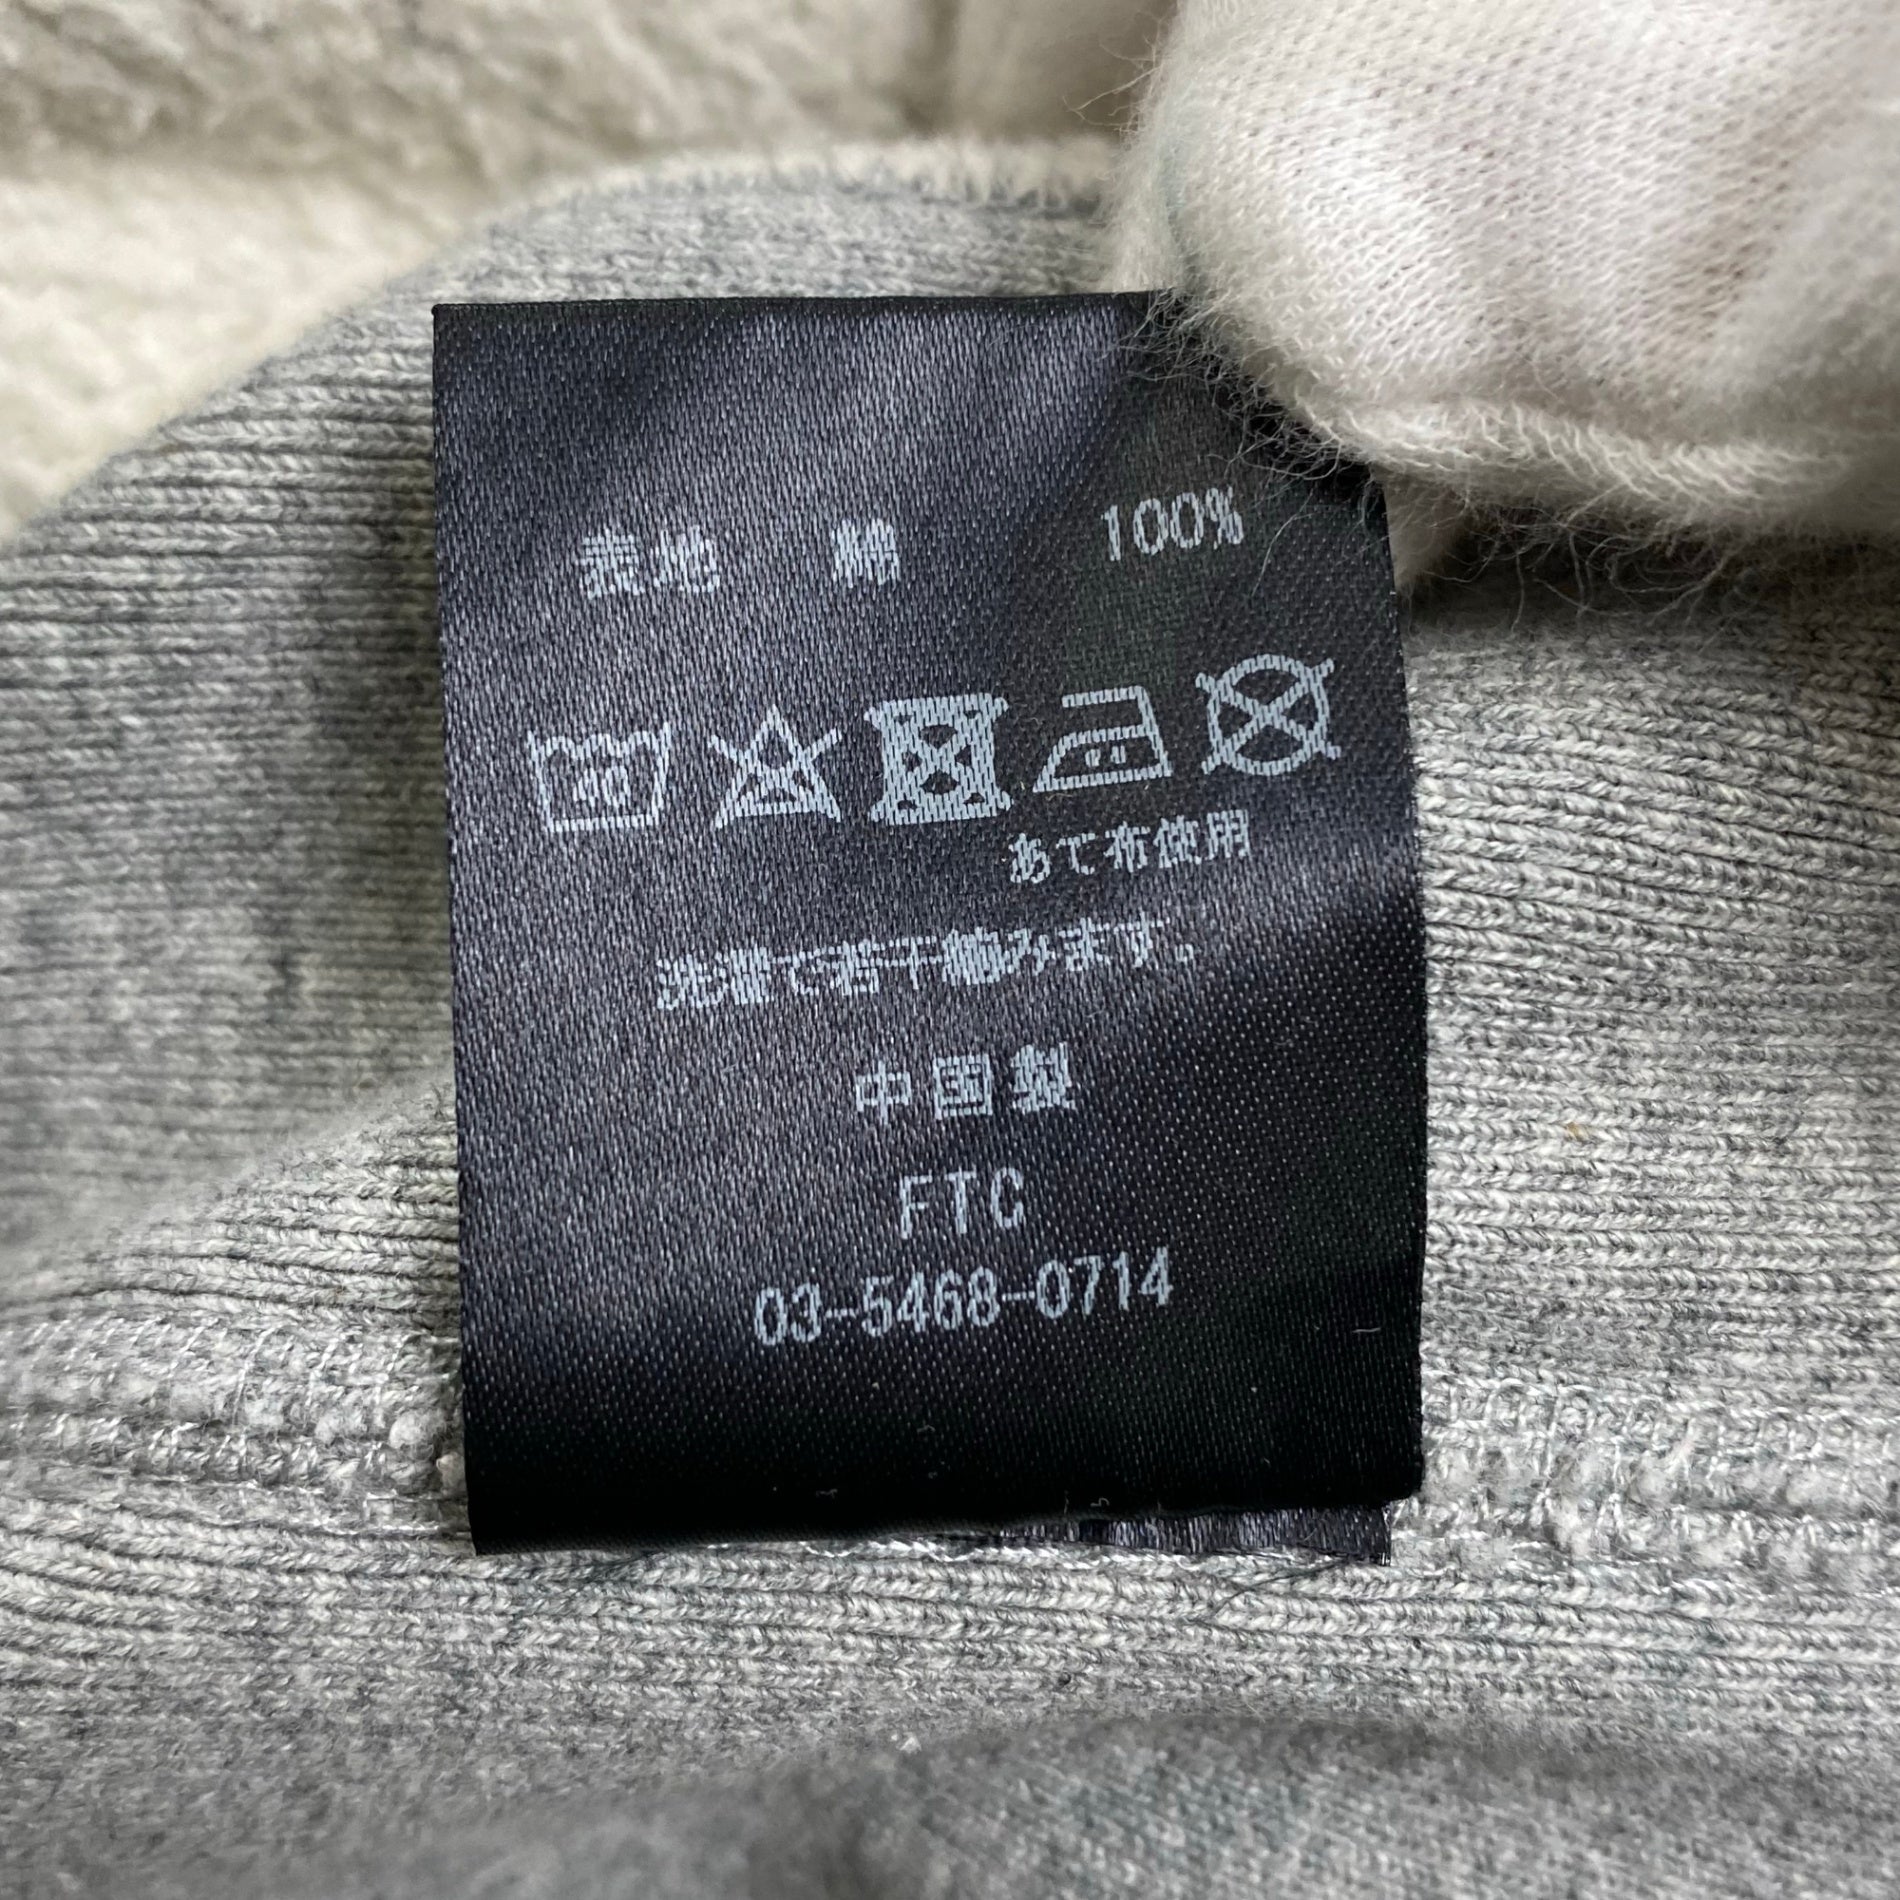 表地 綿 100%
40
あて布使用
洗濯で若干縮みます。
中国製
FTC
03-5468-0714